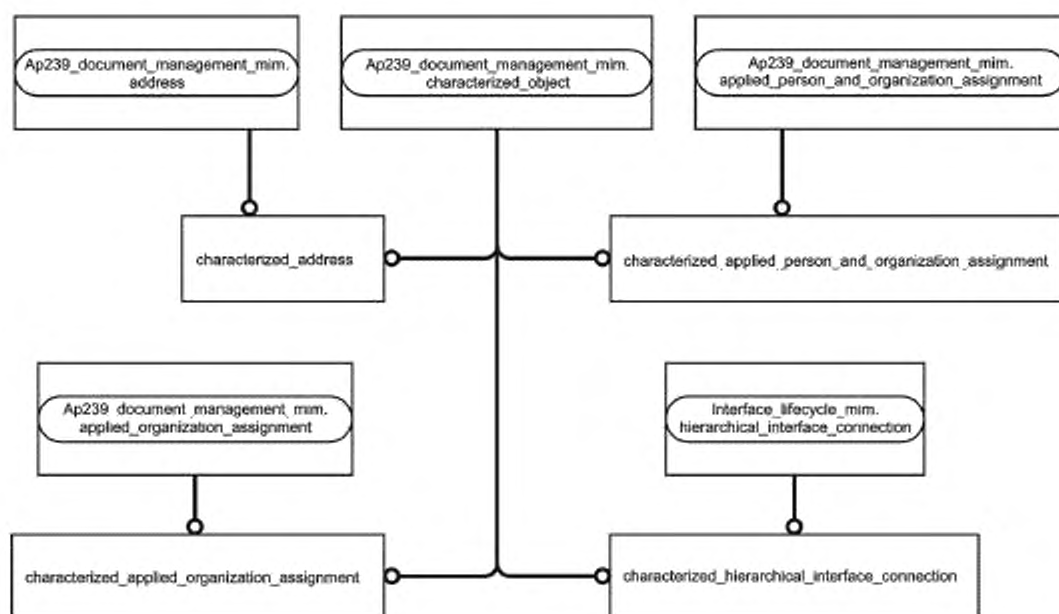 Ap239_document_management_mim.
address
Ap239_document_management_mim.
characterized_object
Ap239_document_management_mim.
applied_person_and_organization_assignment
characterized_address
characterized_applied_person_and_organization_assignment
Ap239_document_management_mim.
applied_organization_assignment
Interface_lifecycle_mim.
hierarchical_interface_connection
characterized_applied_organization_assignment
characterized_hierarchical_interface_connection